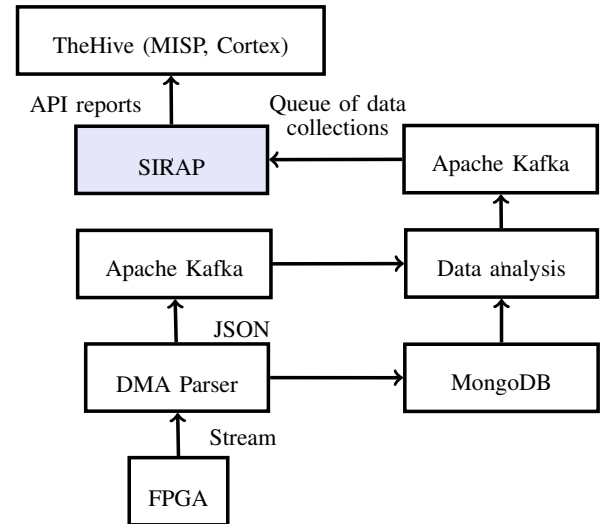 TheHive (MISP, Cortex)
API reports
Queue of data
collections
SIRAP
Apache Kafka
Apache Kafka
Data analysis
JSON
DMA Parser
MongoDB
Stream
FPGA